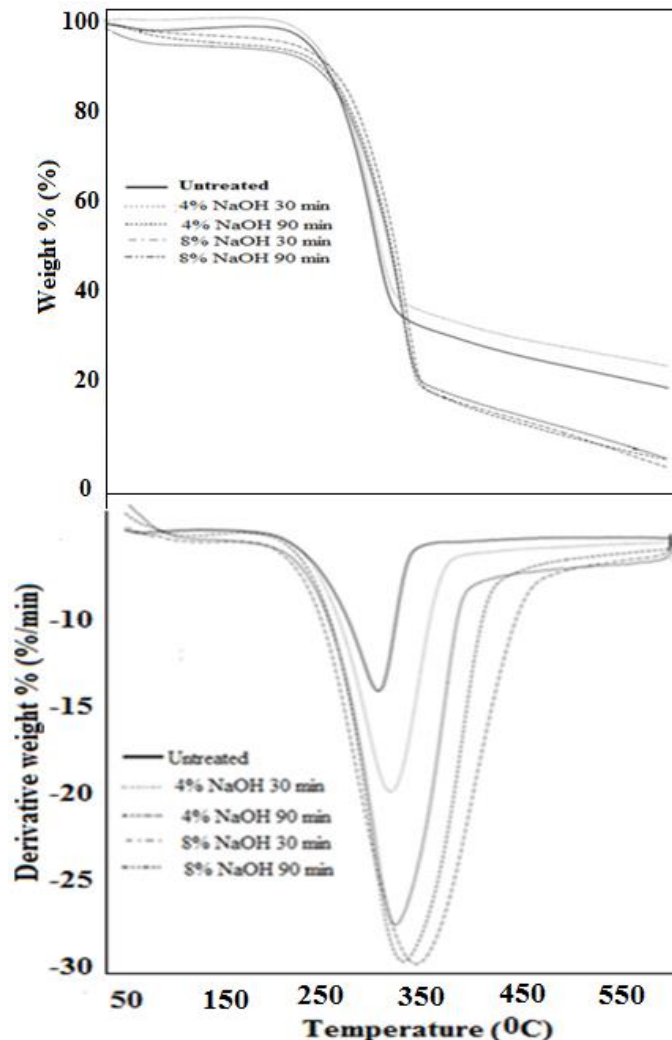 100
80
60
40
20
0
Weight % (%)
Untreated
4% NaOH 30 min
4% NaOH 90 min
8% NaOH 30 min
8% NaOH 90 min
-10
-15
-20
-25
-30
Derivative weight % (%/min)
Untreated
4% NaOH 30 min
4% NaOH 90 min
8% NaOH 30 min
8% NaOH 90 min
50 150 250 350 450 550
Temperature (⁰C)